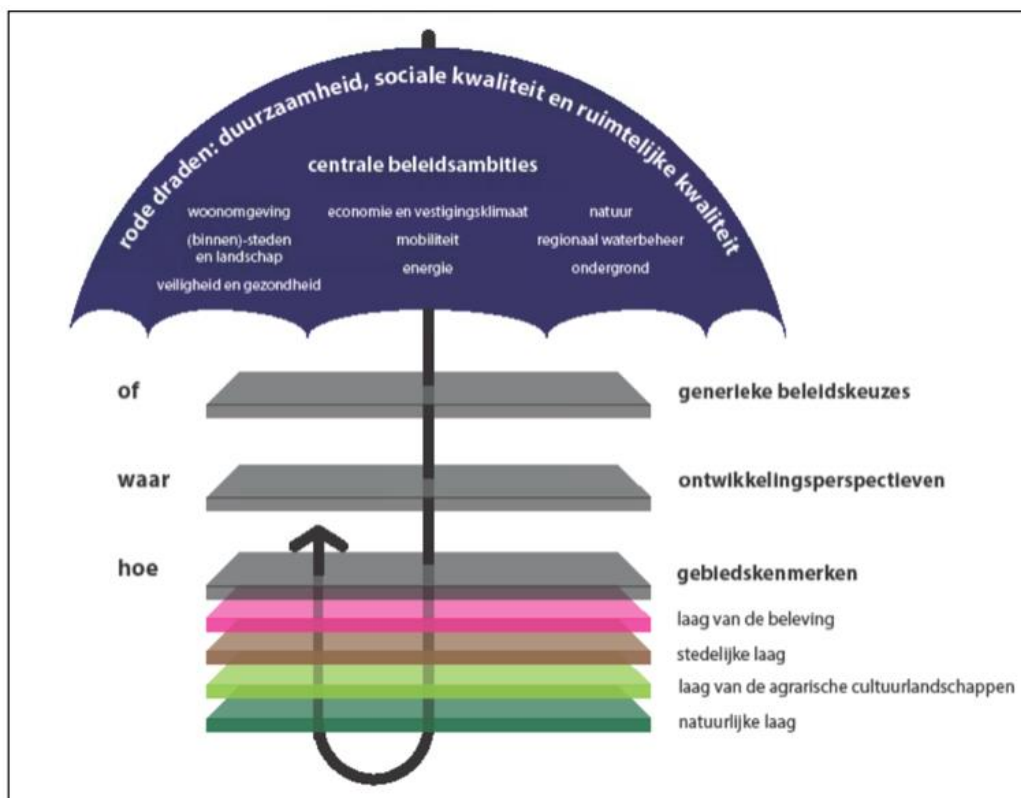 rode draden: duurzaamheid, sociale kwaliteit en ruimtelijke kwaliteit
centrale beleidsambities
woonomgeving
(binnen)-steden
en landschap
veiligheid en gezondheid
economie en vestigingsklimaat
mobiliteit
energie
natuur
regionaal waterbeheer
ondergrond
of
generieke beleidskeuzes
waar
ontwikkelingsperspectieven
hoe
gebiedskenmerken
laag van de beleving
stedelijke laag
laag van de agrarische cultuurlandschappen
natuurlijke laag